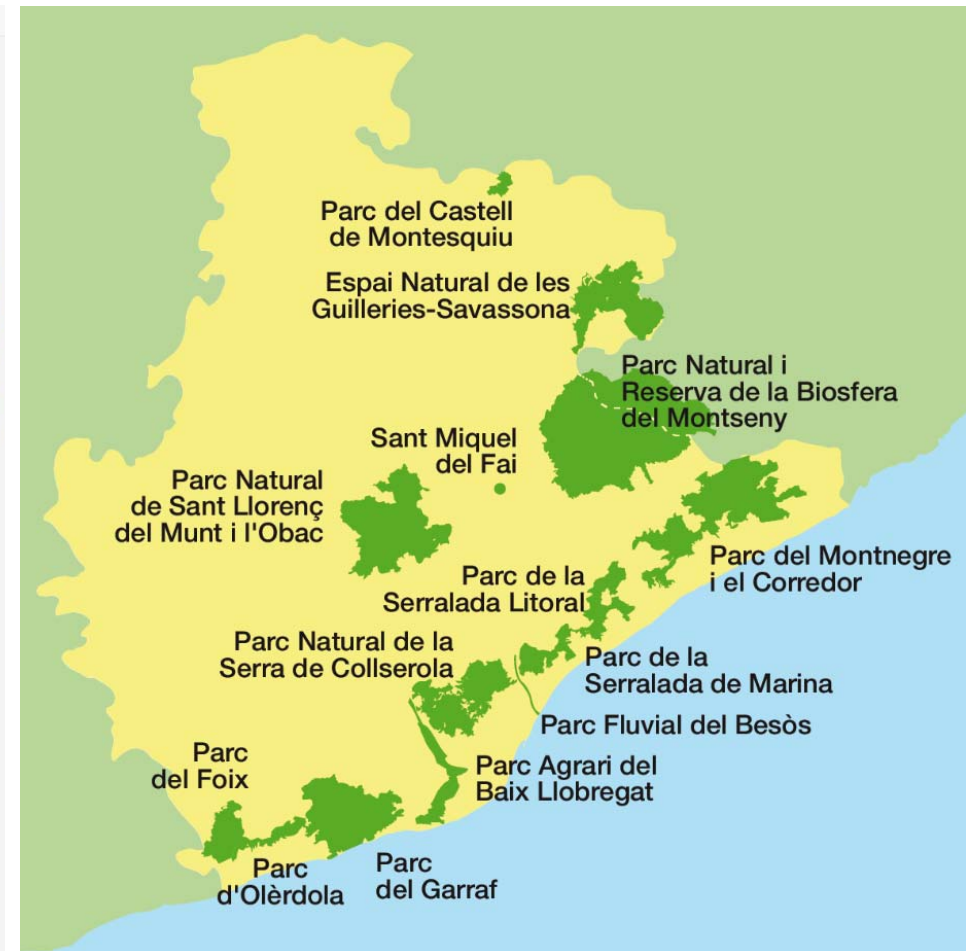 Parc del Castell
de Montesquiu
Espai Natural de les
Guilleries-Savassona
Parc Natural i
Reserva de la Biosfera
del Montseny
Sant Miquel
del Fai
Parc Natural
de Sant Llorenç
del Munt i l'Obac
Parc del Montnegre
i el Corredor
Parc de la
Serralada Litoral
Parc Natural de la
Serra de Collserola
Parc de la
Serralada de Marina
Parc Fluvial del Besòs
Parc
del Foix
Parc Agrari del
Baix Llobregat
Parc
d'Olèrdola
Parc
del Garraf